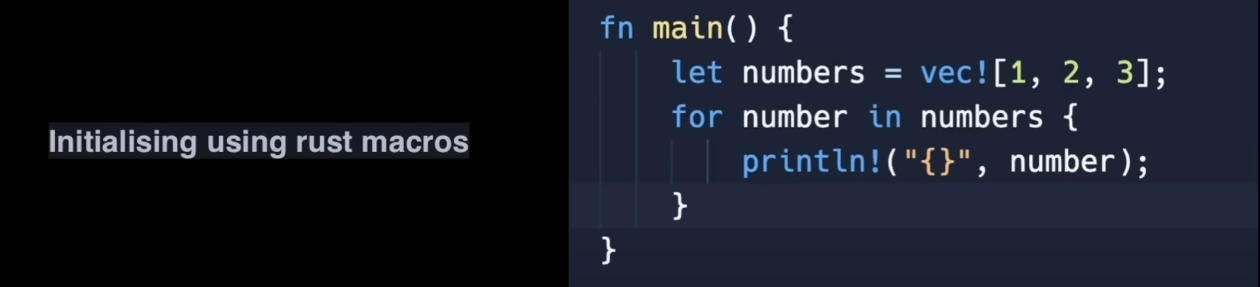 Initialising using rust macros
fn main() {
    let numbers = vec![1, 2, 3];
    for number in numbers {
        println!("{}", number);
    }
}